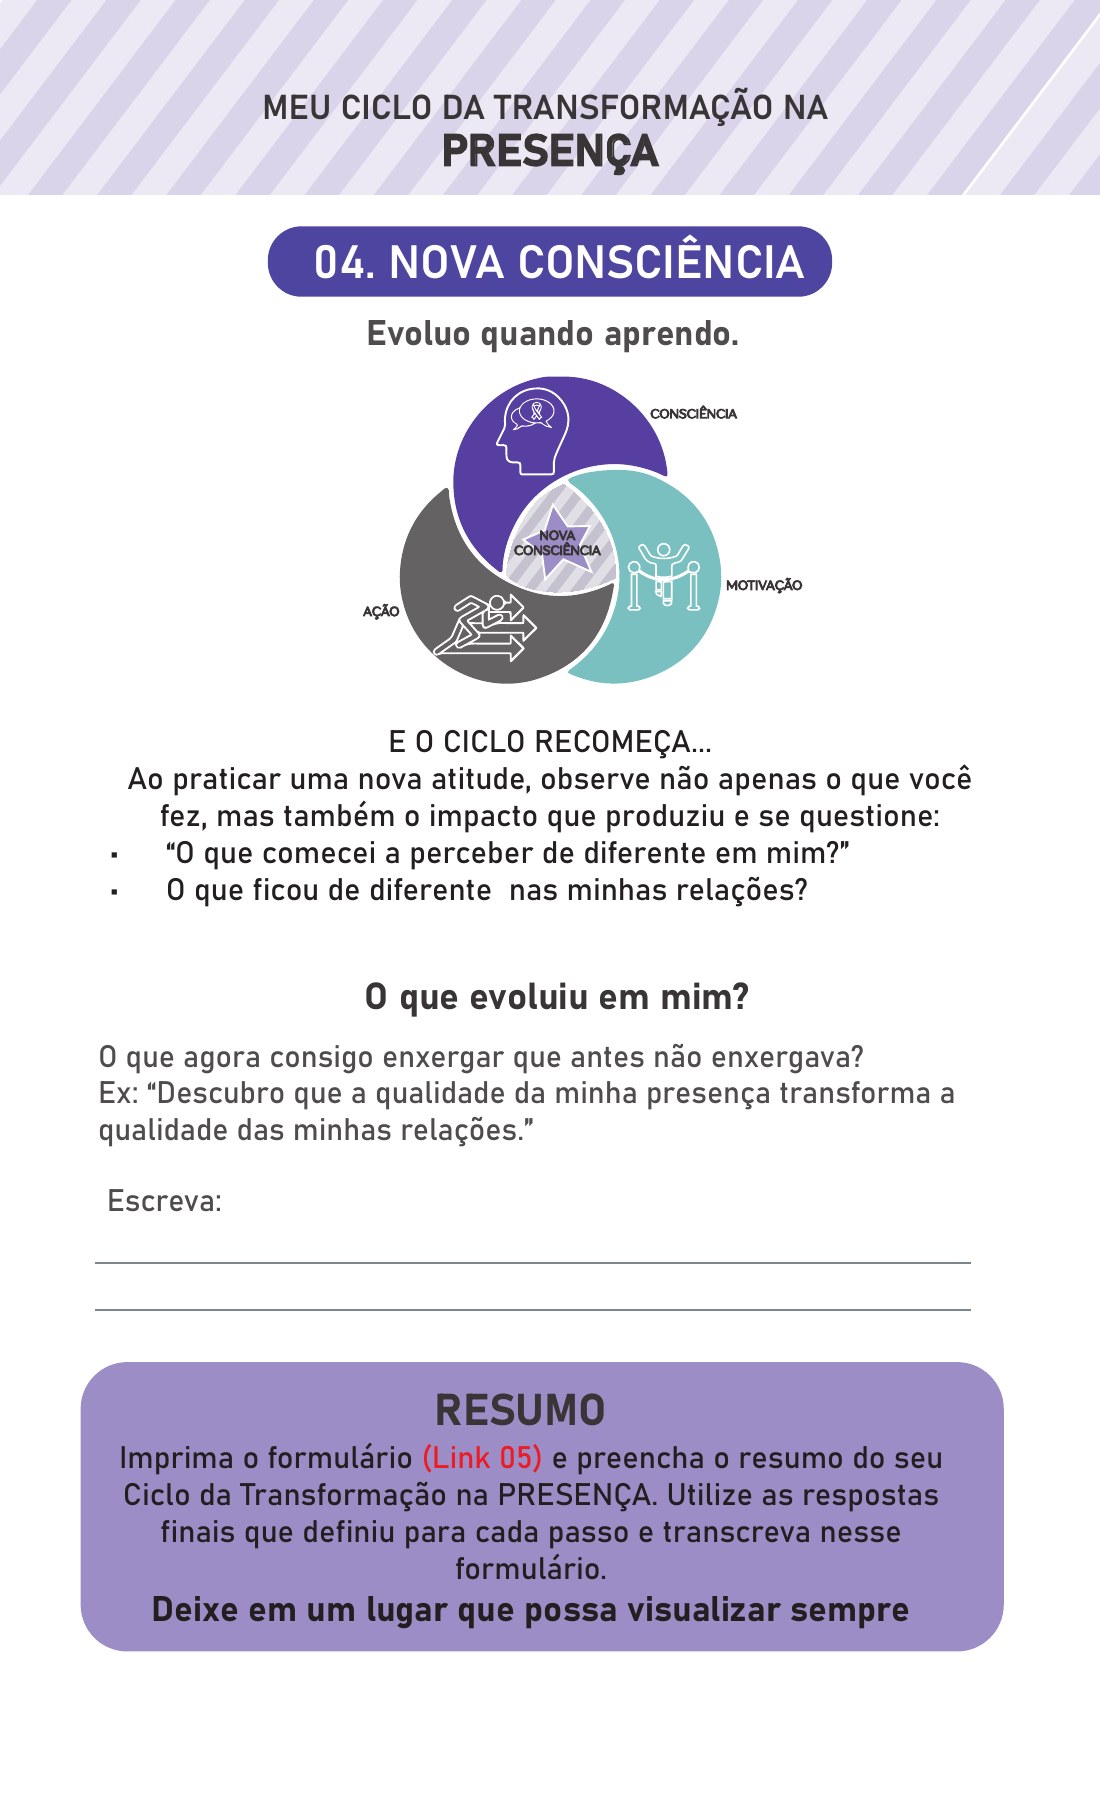 MEU CICLO DA TRANSFORMAÇÃO NA
PRESENÇA
04. NOVA CONSCIÊNCIA
Evoluo quando aprendo.
CONSCIÊNCIA
NOVA
CONSCIÊNCIA
MOTIVAÇÃO
AÇÃO
E O CICLO RECOMEÇA...
Ao praticar uma nova atitude, observe não apenas o que você
fez, mas também o impacto que produziu e se questione:
▪ “O que comecei a perceber de diferente em mim?”
▪ O que ficou de diferente  nas minhas relações?
O que evoluiu em mim?
O que agora consigo enxergar que antes não enxergava?
Ex: “Descubro que a qualidade da minha presença transforma a
qualidade das minhas relações.”
Escreva:
RESUMO
Imprima o formulário (Link 05) e preencha o resumo do seu
Ciclo da Transformação na PRESENÇA. Utilize as respostas
finais que definiu para cada passo e transcreva nesse
formulário.
Deixe em um lugar que possa visualizar sempre